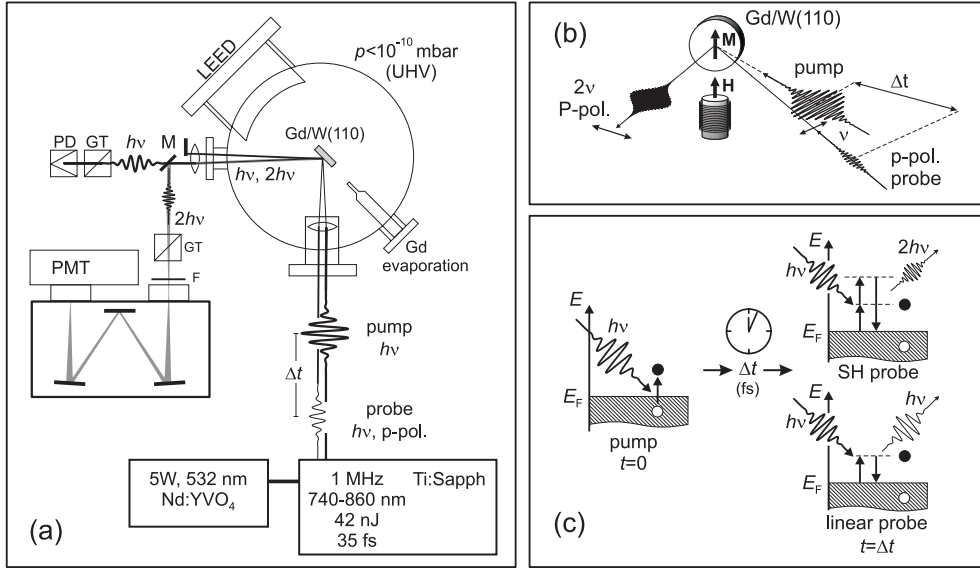 LEED
p<10⁻¹⁰ mbar
(UHV)
Gd/W(110)
PD GT hν M
hν, 2hν
2hν
GT
Gd
evaporation
PMT
F
pump
hν
Δt
probe
hν, p-pol.
5W, 532 nm
Nd:YVO₄
1 MHz Ti:Sapph
740-860 nm
42 nJ
35 fs
(a)
(b)
Gd/W(110)
M
H
2ν
P-pol.
pump
Δt
ν
p-pol.
probe
E
hν
E_F
pump
t=0
Δt
(fs)
E
hν
2hν
E_F
SH probe
E
hν
hν
E_F
linear probe
t=Δt
(c)